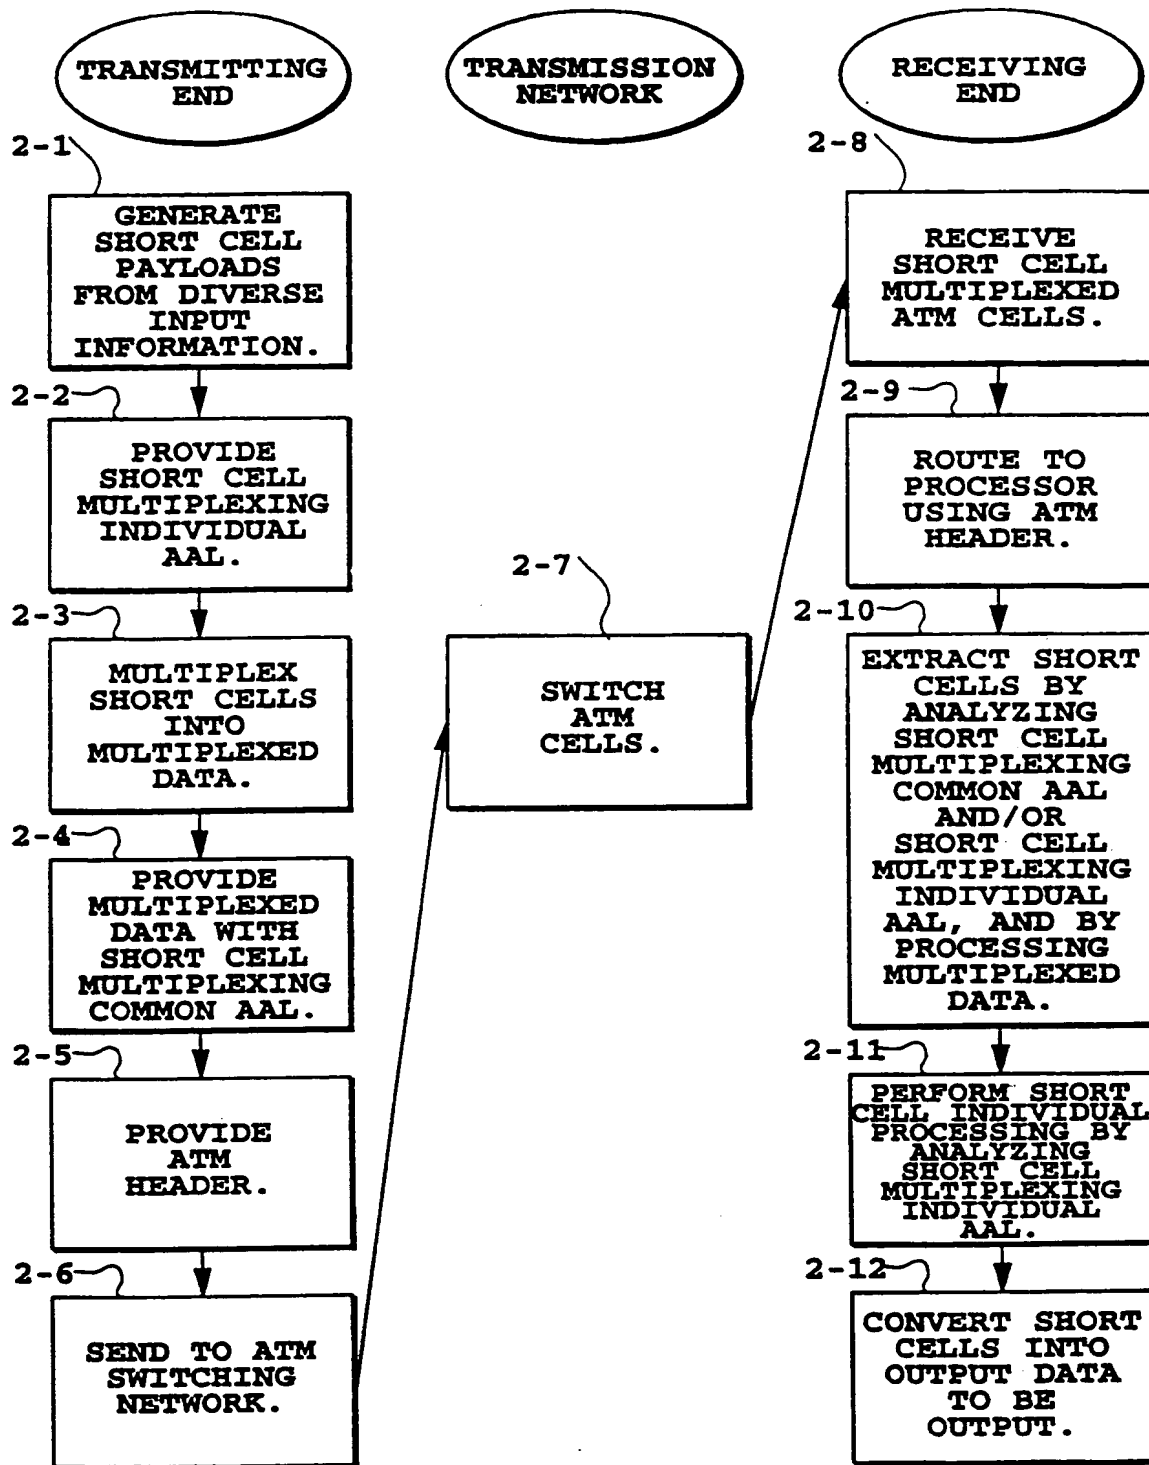 TRANSMITTING
END
2-1
GENERATE
SHORT CELL
PAYLOADS
FROM DIVERSE
INPUT
INFORMATION.
2-2
PROVIDE
SHORT CELL
MULTIPLEXING
INDIVIDUAL
AAL.
2-3
MULTIPLEX
SHORT CELLS
INTO
MULTIPLEXED
DATA.
2-4
PROVIDE
MULTIPLEXED
DATA WITH
SHORT CELL
MULTIPLEXING
COMMON AAL.
2-5
PROVIDE
ATM
HEADER.
2-6
SEND TO ATM
SWITCHING
NETWORK.
TRANSMISSION
NETWORK
2-7
SWITCH
ATM
CELLS.
RECEIVING
END
2-8
RECEIVE
SHORT CELL
MULTIPLEXED
ATM CELLS.
2-9
ROUTE TO
PROCESSOR
USING ATM
HEADER.
2-10
EXTRACT SHORT
CELLS BY
ANALYZING
SHORT CELL
MULTIPLEXING
COMMON AAL
AND/OR
SHORT CELL
MULTIPLEXING
INDIVIDUAL
AAL, AND BY
PROCESSING
MULTIPLEXED
DATA.
2-11
PERFORM SHORT
CELL INDIVIDUAL
PROCESSING BY
ANALYZING
SHORT CELL
MULTIPLEXING
INDIVIDUAL
AAL.
2-12
CONVERT SHORT
CELLS INTO
OUTPUT DATA
TO BE
OUTPUT.